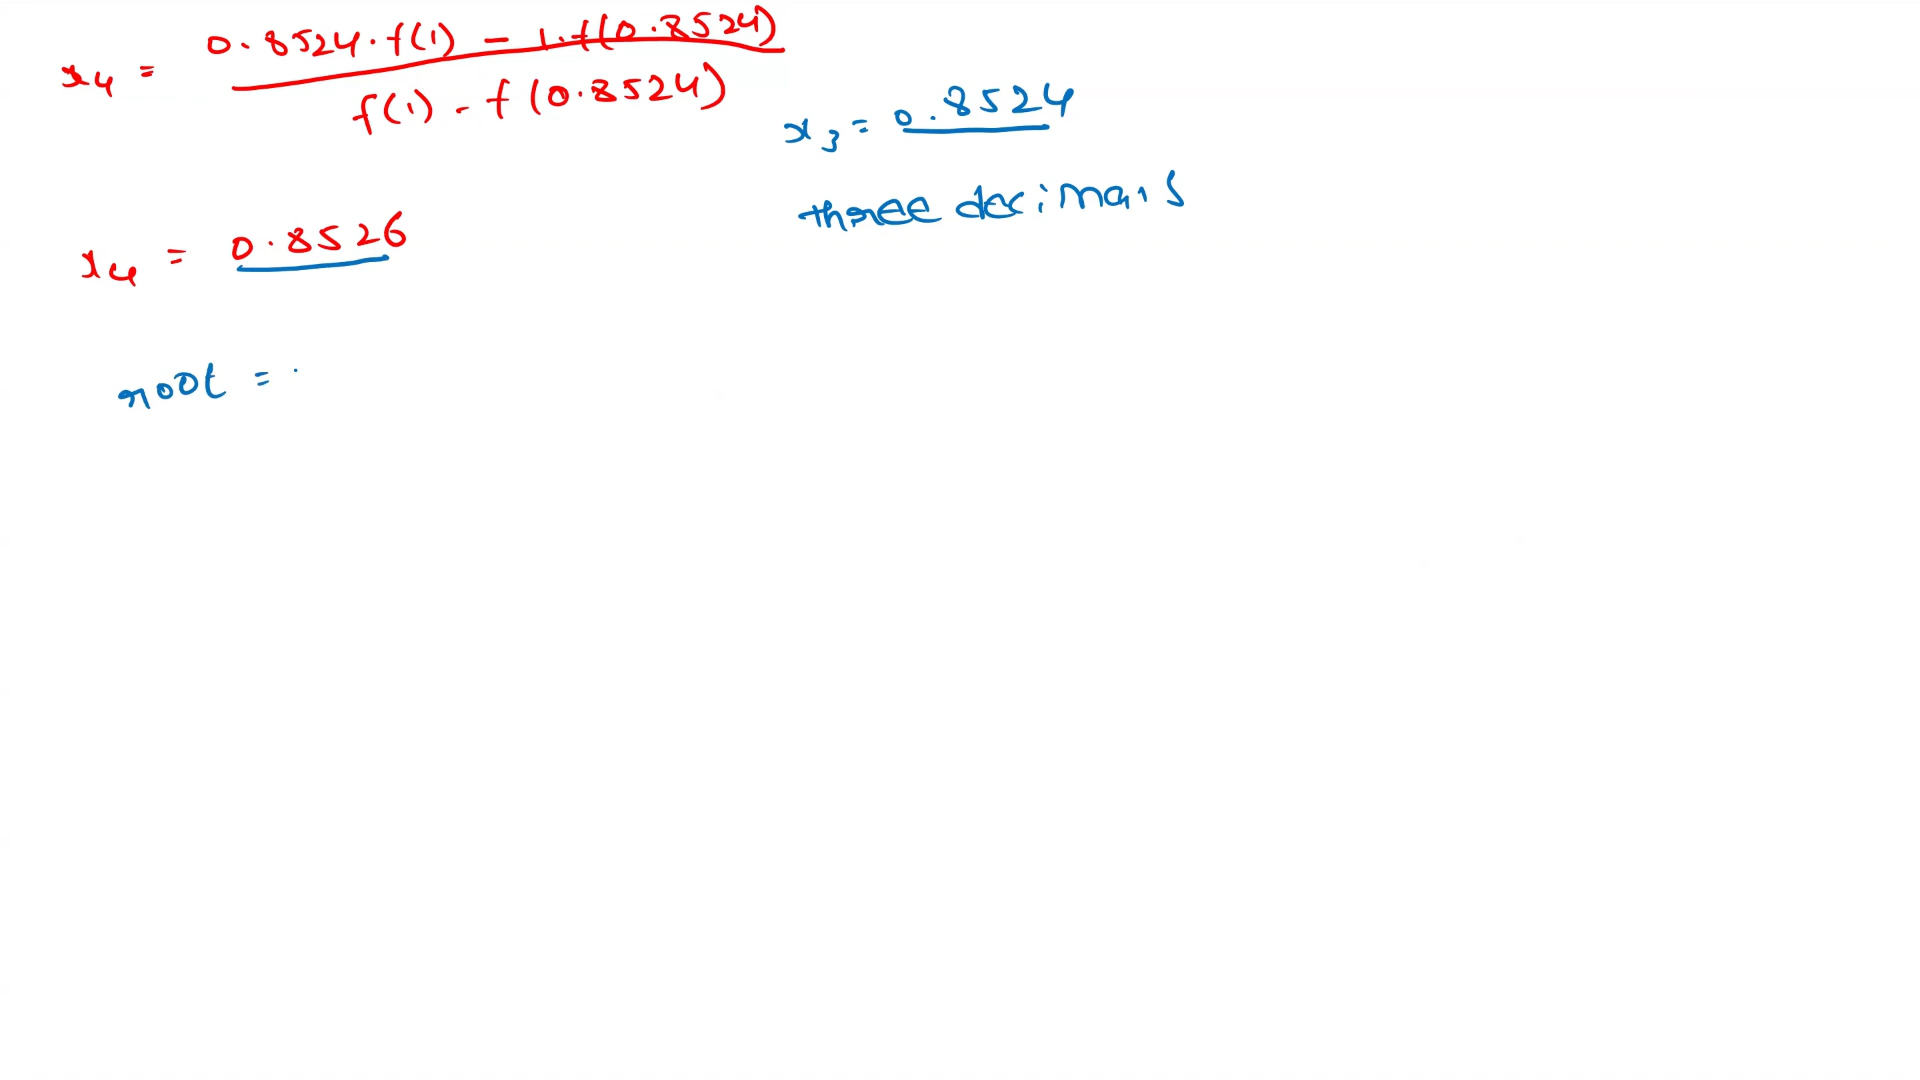 x₄ = 0.8524.f(1) - 1.f(0.8524)
f(1) - f(0.8524)
x₃ = 0.8524
three decimals
x₄ = 0.8526
root = .